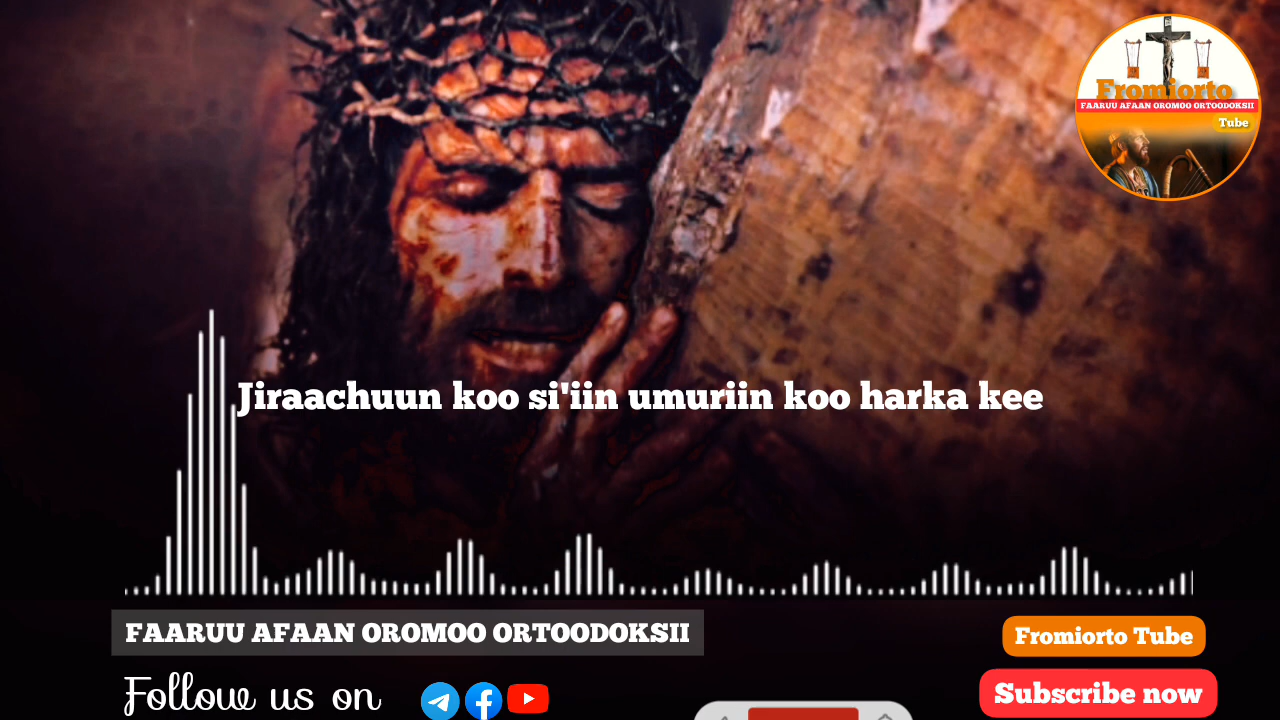 Fromiorto
FAARUU AFAAN OROMOO ORTOODOKSII
Tube
Jiraachuun koo si'iin umuriin koo harka kee
FAARUU AFAAN OROMOO ORTOODOKSII
Fromiorto Tube
Follow us on
Subscribe now